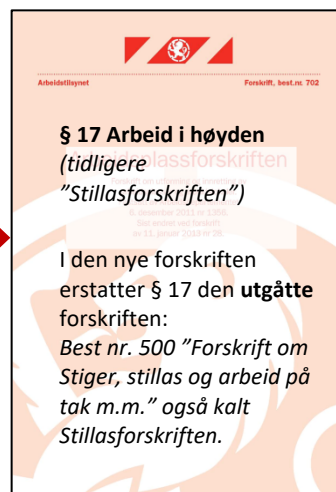 Arbeidstilsynet Forskrift, best.nr. 702
§ 17 Arbeid i høyden
(tidligere
”Stillasforskriften”)
I den nye forskriften
erstatter § 17 den utgåtte
forskriften:
Best nr. 500 ”Forskrift om
Stiger, stillas og arbeid på
tak m.m.” også kalt
Stillasforskriften.